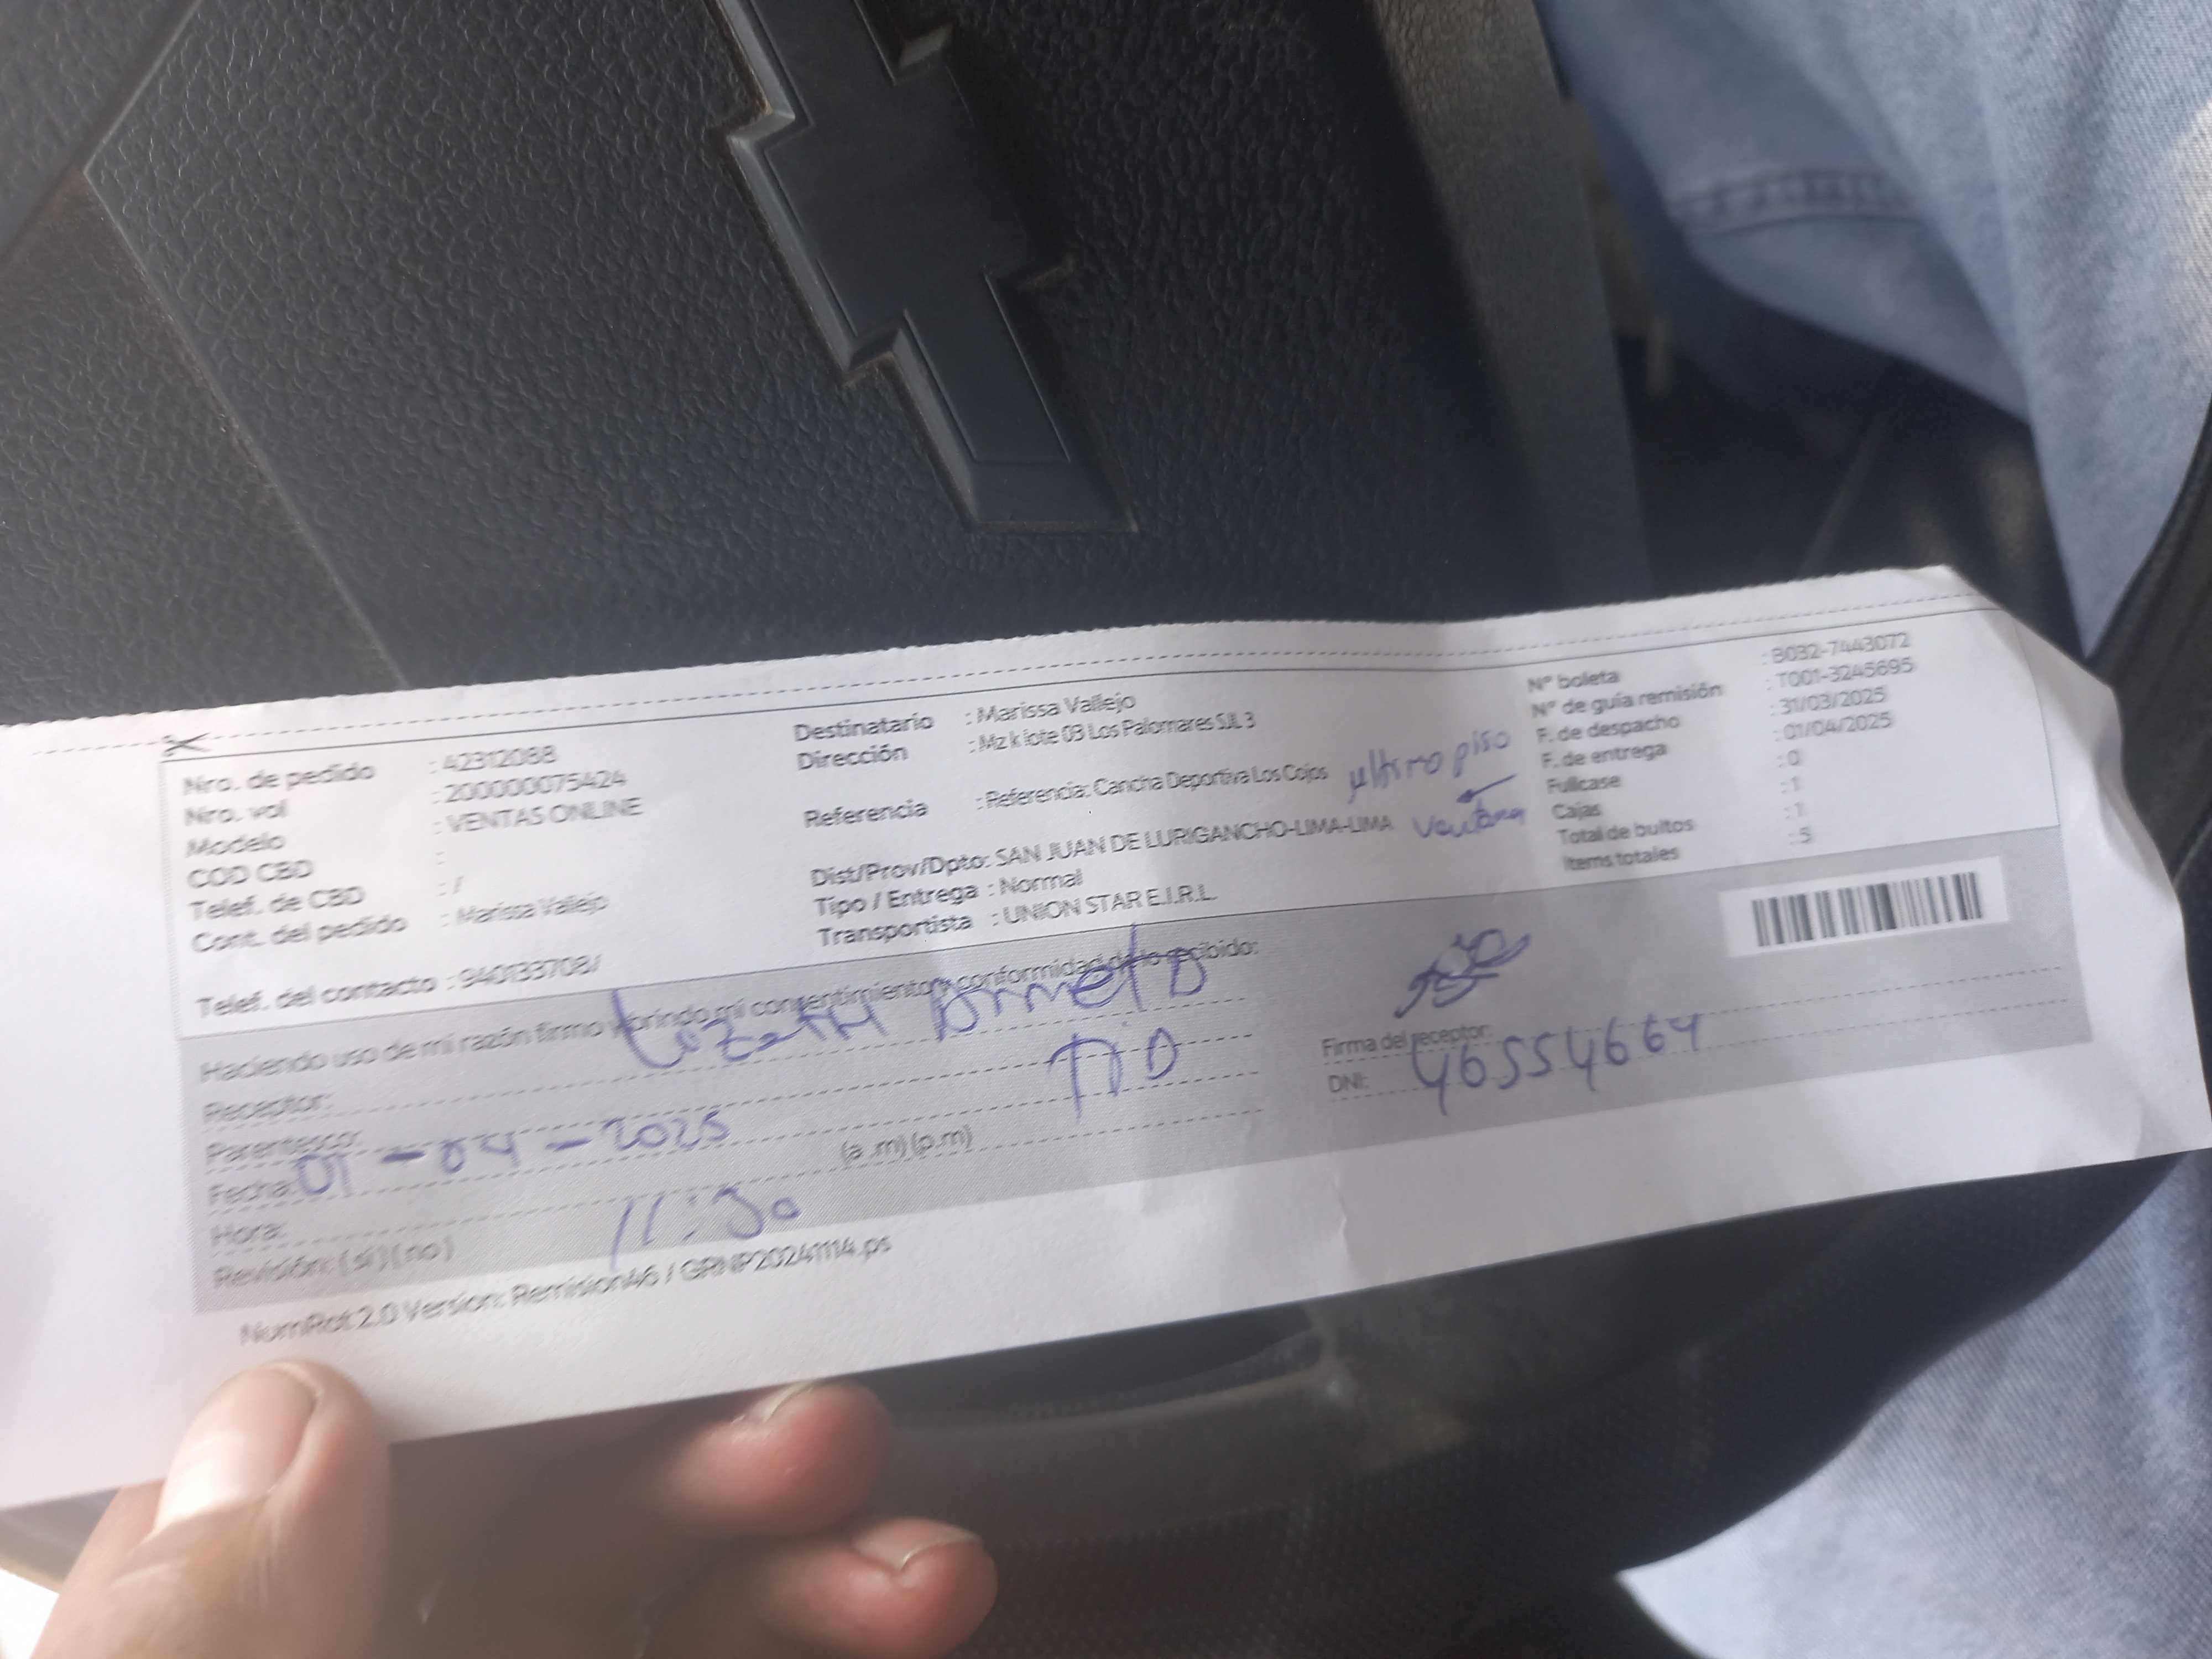 Nro. de pedido : 42312088
Nro. vol : 200000075424
Modelo : VENTAS ONLINE
COD CBD :
Telef. de CBD : /
Cont. del pedido : Marissa Vallejo
Telef. del contacto : 940133708/
Destinatario : Marissa Vallejo
Dirección : Mz k lote 03 Los Palomares SJL 3
Referencia : Referencia: Cancha Deportiva Los Cojos
ultimo piso
ventana
Dist/Prov/Dpto: SAN JUAN DE LURIGANCHO-LIMA-LIMA
Tipo / Entrega : Normal
Transportista : UNION STAR E.I.R.L.
N° boleta : B032-7443072
N° de guía remisión : T001-3245695
F. de despacho : 31/03/2025
F. de entrega : 01/04/2025
Fullcase : 0
Cajas : 1
Total de bultos : 1
Items totales : 5
Haciendo uso de mi razón firmo y brindo mi consentimiento y conformidad de lo recibido:
Receptor:
Parentesco:
Fecha: 01-04-2025
Hora: 11:30 (a .m) (p.m)
Revisión: ( si ) ( no )
Firma del receptor:
DNI: 46554664
NumRot:2.0 Version: Remision46 / GRNP20241114.ps